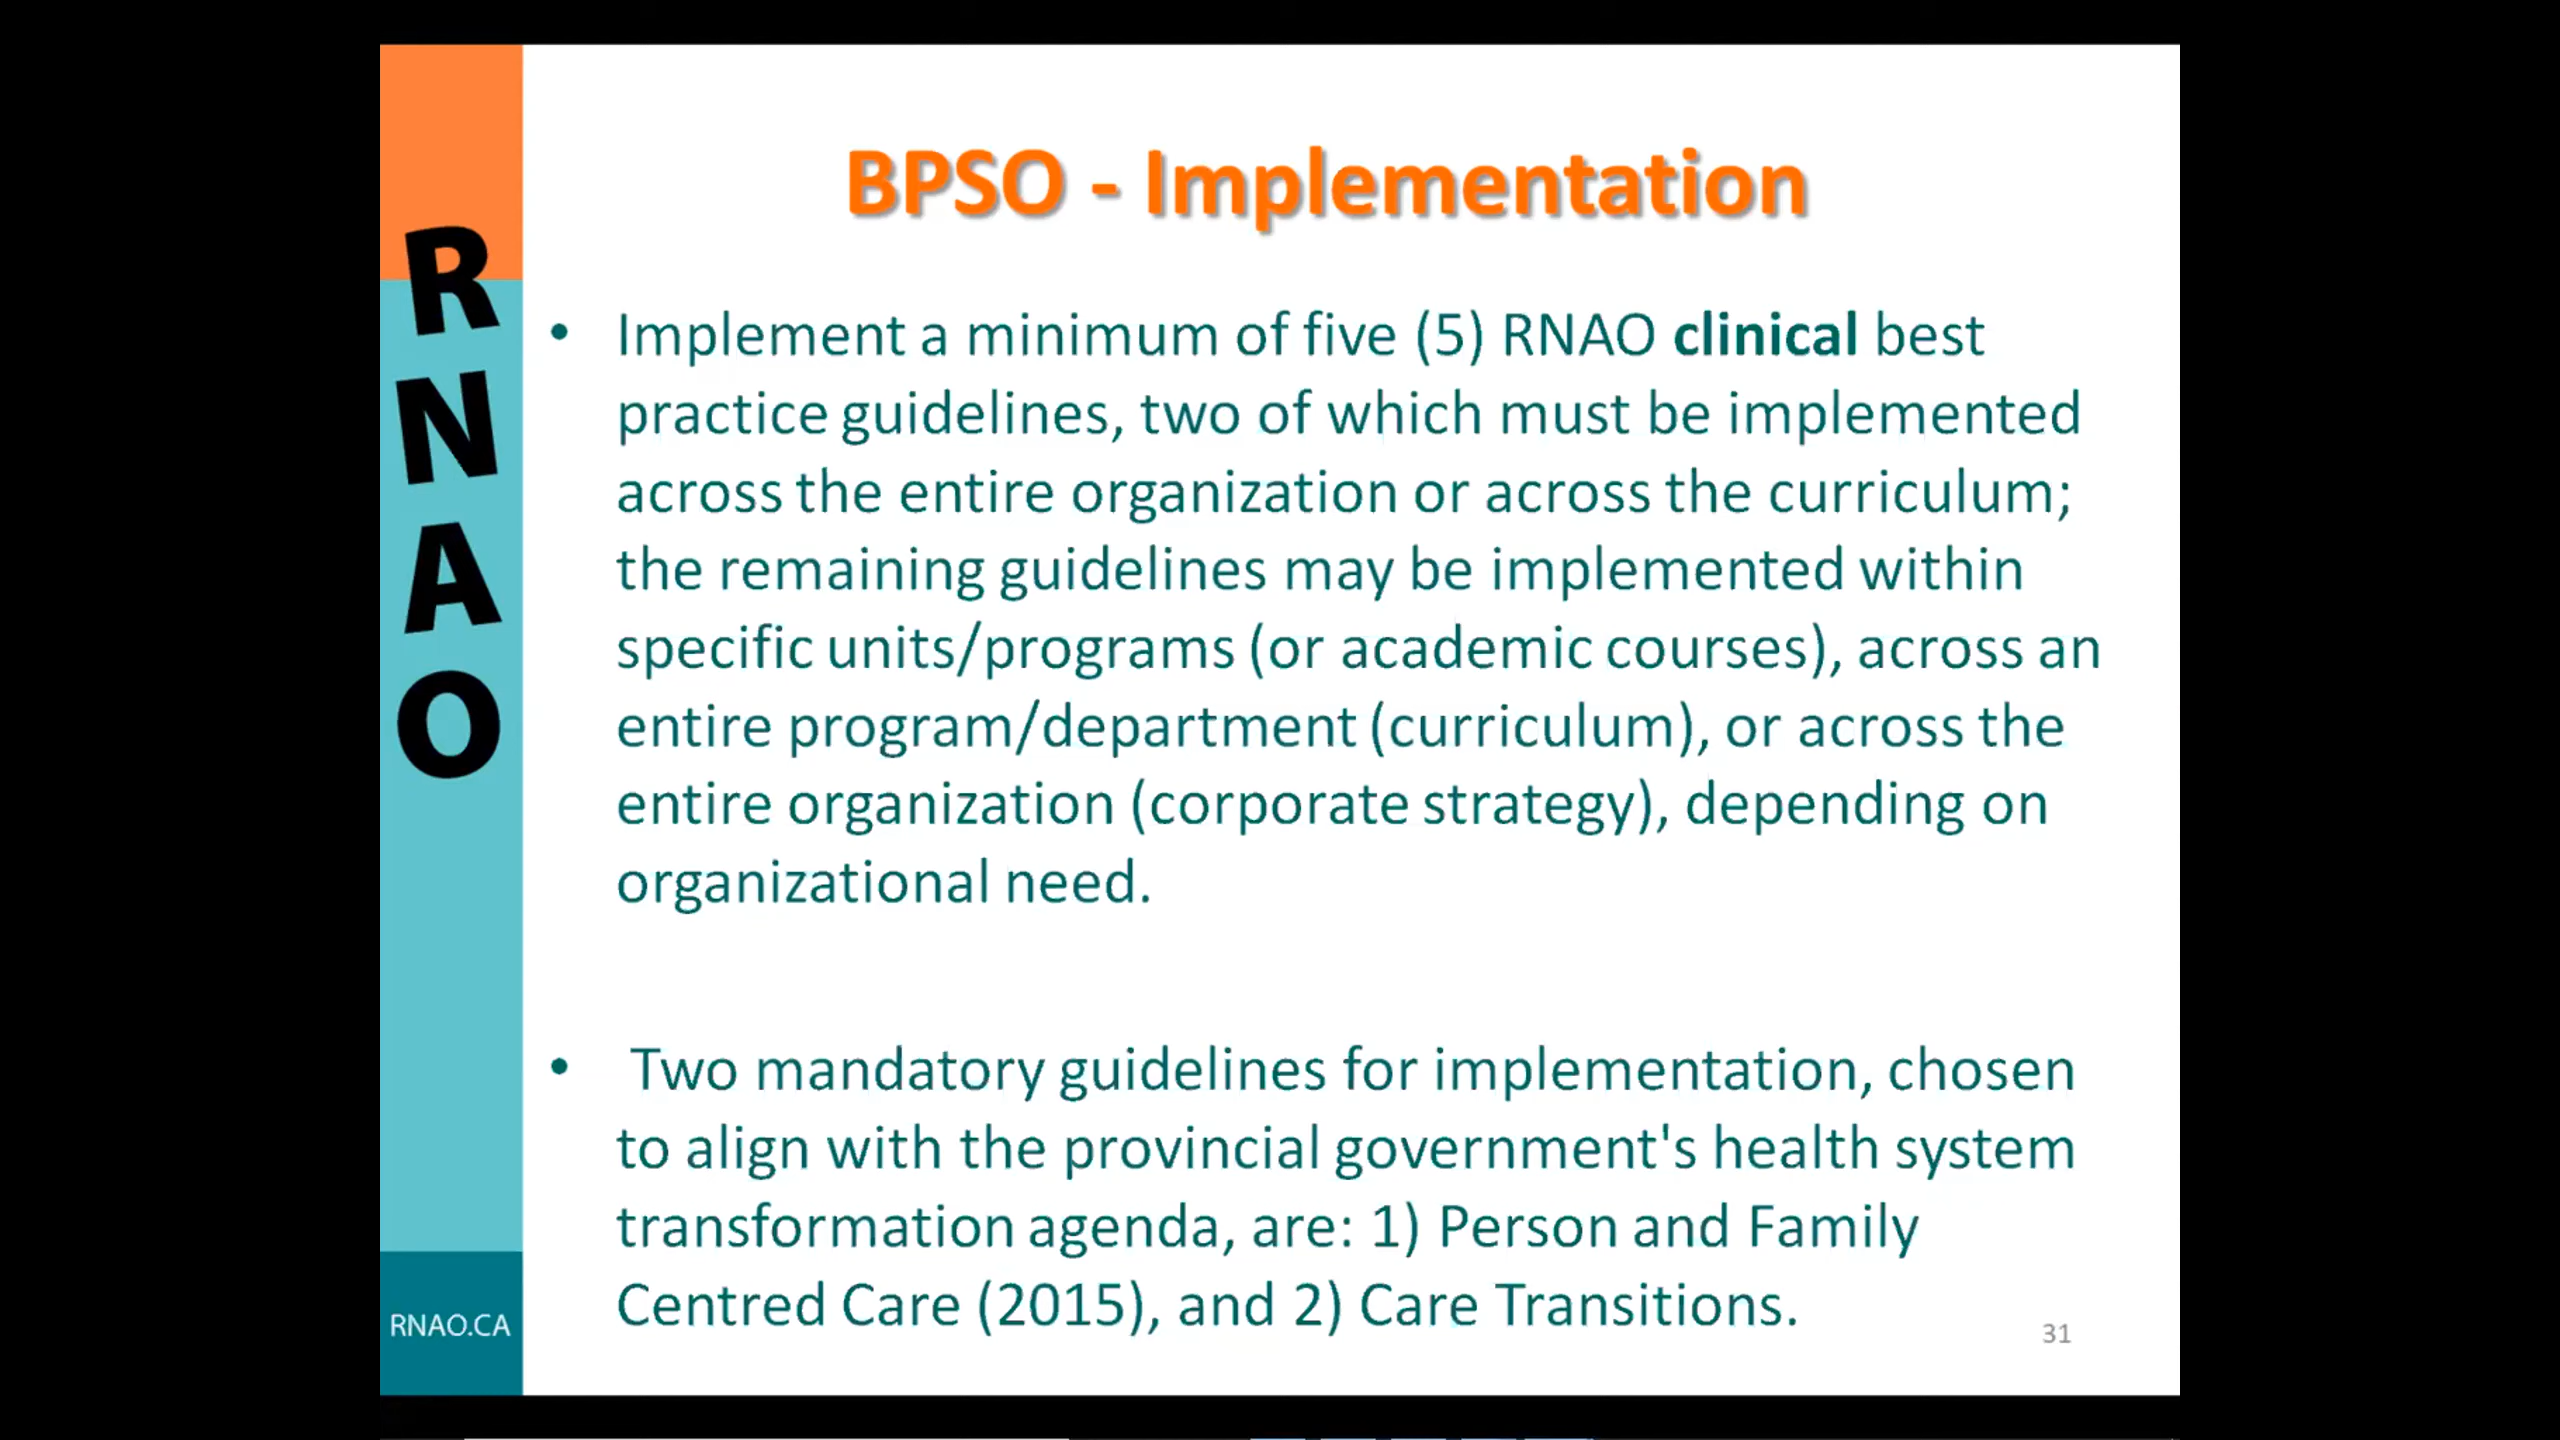 RNAO
BPSO - Implementation
• Implement a minimum of five (5) RNAO clinical best
practice guidelines, two of which must be implemented
across the entire organization or across the curriculum;
the remaining guidelines may be implemented within
specific units/programs (or academic courses), across an
entire program/department (curriculum), or across the
entire organization (corporate strategy), depending on
organizational need.
• Two mandatory guidelines for implementation, chosen
to align with the provincial government's health system
transformation agenda, are: 1) Person and Family
Centred Care (2015), and 2) Care Transitions.
RNAO.CA
31